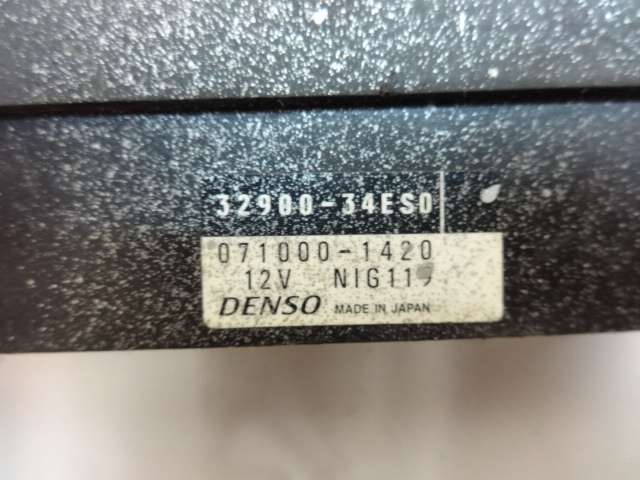 32900-34ES0
071000-1420
12V NIG119
DENSO MADE IN JAPAN